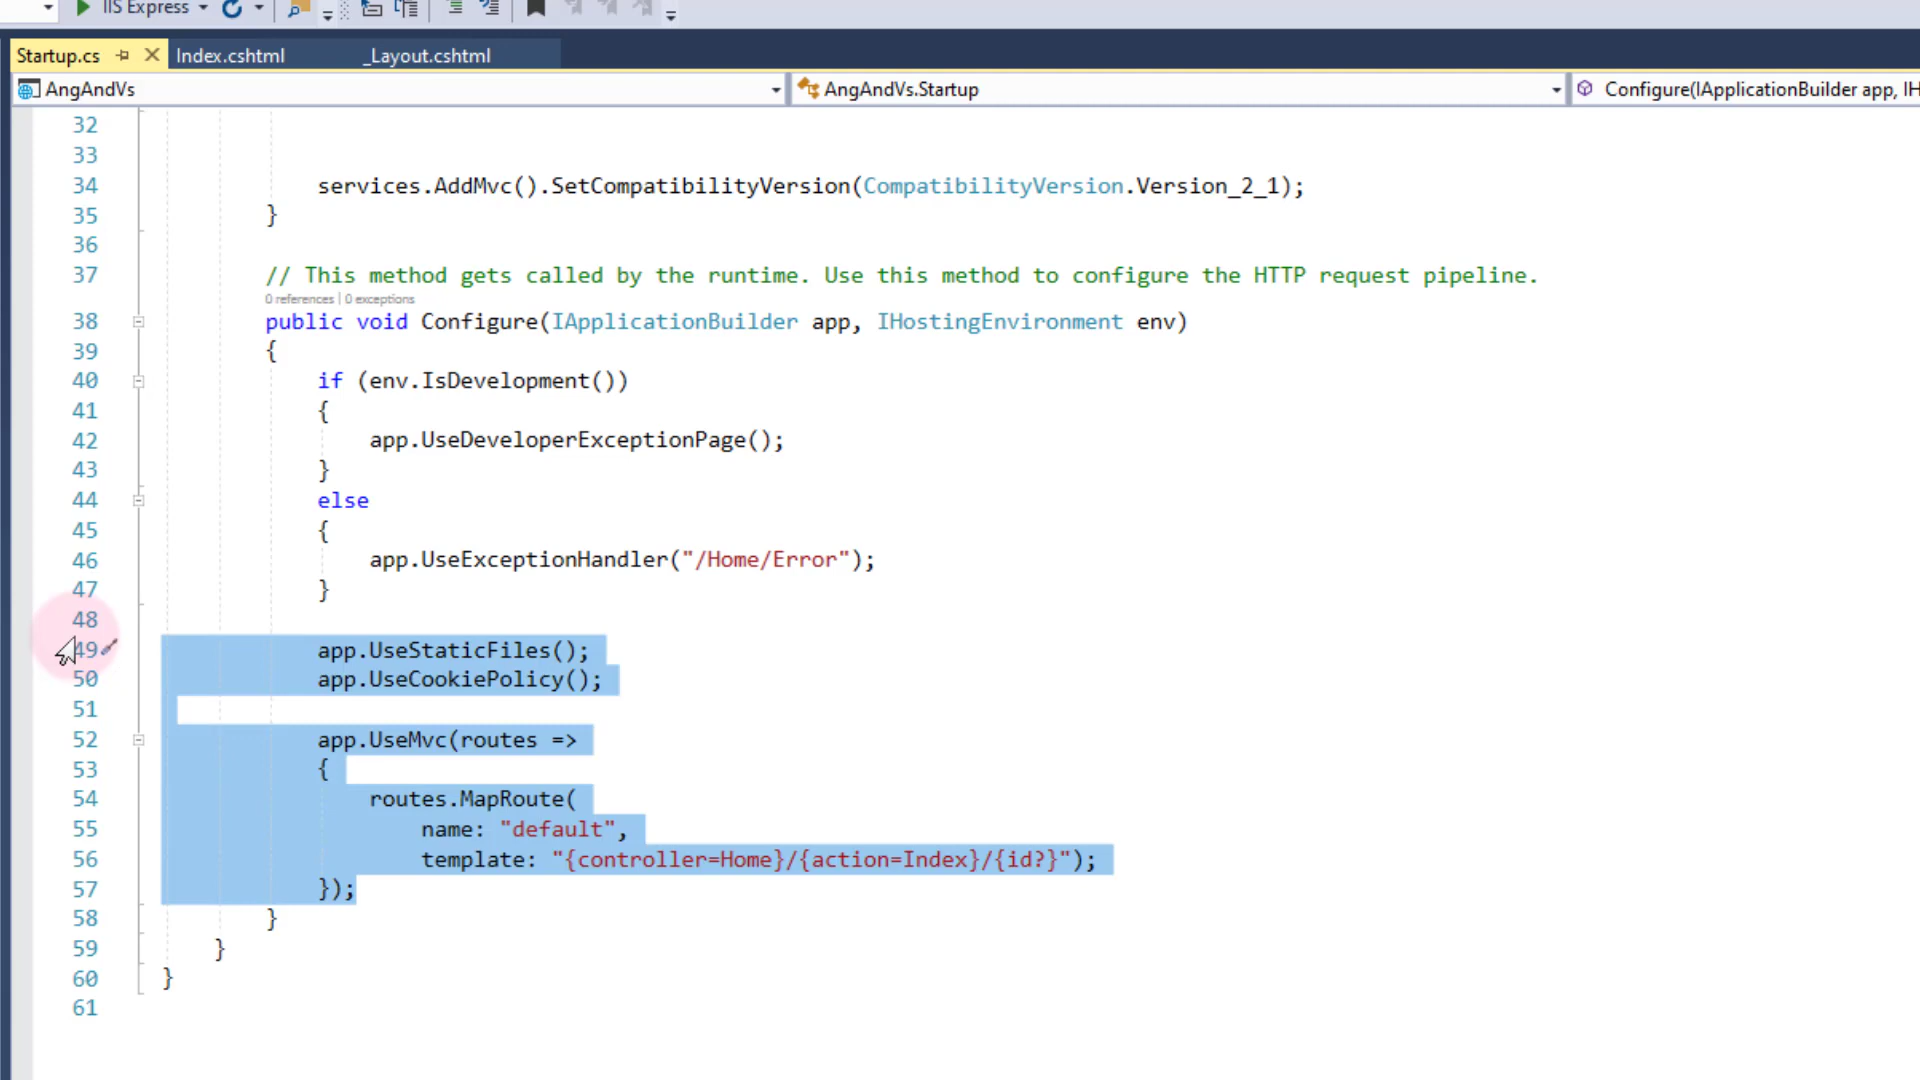 IIS Express
Startup.cs Index.cshtml _Layout.cshtml
AngAndVs AngAndVs.Startup Configure(IApplicationBuilder app, IH
32
33
34 services.AddMvc().SetCompatibilityVersion(CompatibilityVersion.Version_2_1);
35 }
36
37 // This method gets called by the runtime. Use this method to configure the HTTP request pipeline.
0 references | 0 exceptions
38 public void Configure(IApplicationBuilder app, IHostingEnvironment env)
39 {
40 if (env.IsDevelopment())
41 {
42 app.UseDeveloperExceptionPage();
43 }
44 else
45 {
46 app.UseExceptionHandler("/Home/Error");
47 }
48
49 app.UseStaticFiles();
50 app.UseCookiePolicy();
51
52 app.UseMvc(routes =>
53 {
54 routes.MapRoute(
55 name: "default",
56 template: "{controller=Home}/{action=Index}/{id?}");
57 });
58 }
59 }
60 }
61